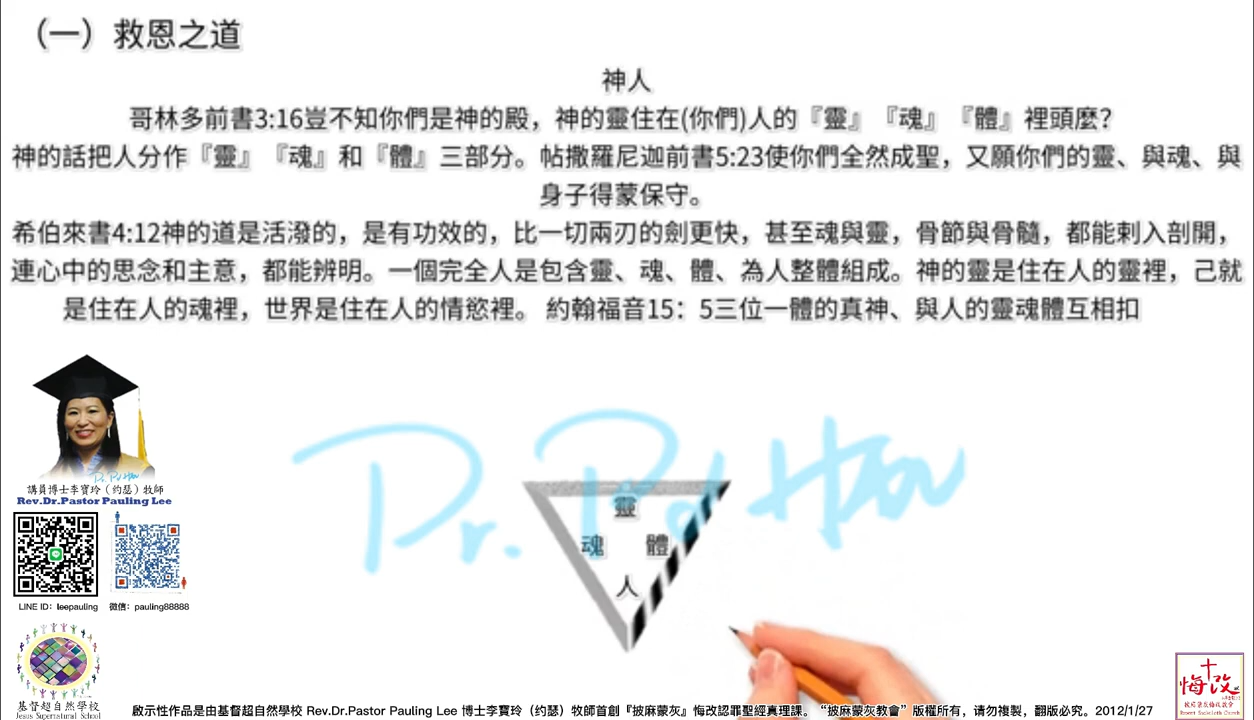 （一）救恩之道
神人
哥林多前書3:16豈不知你們是神的殿，神的靈住在(你們)人的『靈』『魂』『體』裡頭麼?
神的話把人分作『靈』『魂』和『體』三部分。帖撒羅尼迦前書5:23使你們全然成聖，又願你們的靈、與魂、與
身子得蒙保守。
希伯來書4:12神的道是活潑的，是有功效的，比一切兩刃的劍更快，甚至魂與靈，骨節與骨髓，都能剌入剖開，
連心中的思念和主意，都能辨明。一個完全人是包含靈、魂、體、為人整體組成。神的靈是住在人的靈裡，己就
是住在人的魂裡，世界是住在人的情慾裡。 約翰福音15：5三位一體的真神、與人的靈魂體互相扣
靈
魂 體
人
講員博士李寶玲（约瑟）牧師
Rev.Dr.Pastor Pauling Lee
LINE ID：leepauling 微信：pauling88888
基督超自然學校
Jesus Supernatural School
啟示性作品是由基督超自然學校 Rev.Dr.Pastor Pauling Lee 博士李寶玲（约瑟）牧師首創『披麻蒙灰』悔改認罪聖經真理課。“披麻蒙灰教會”版權所有，请勿複製，翻版必究。2012/1/27
悔改